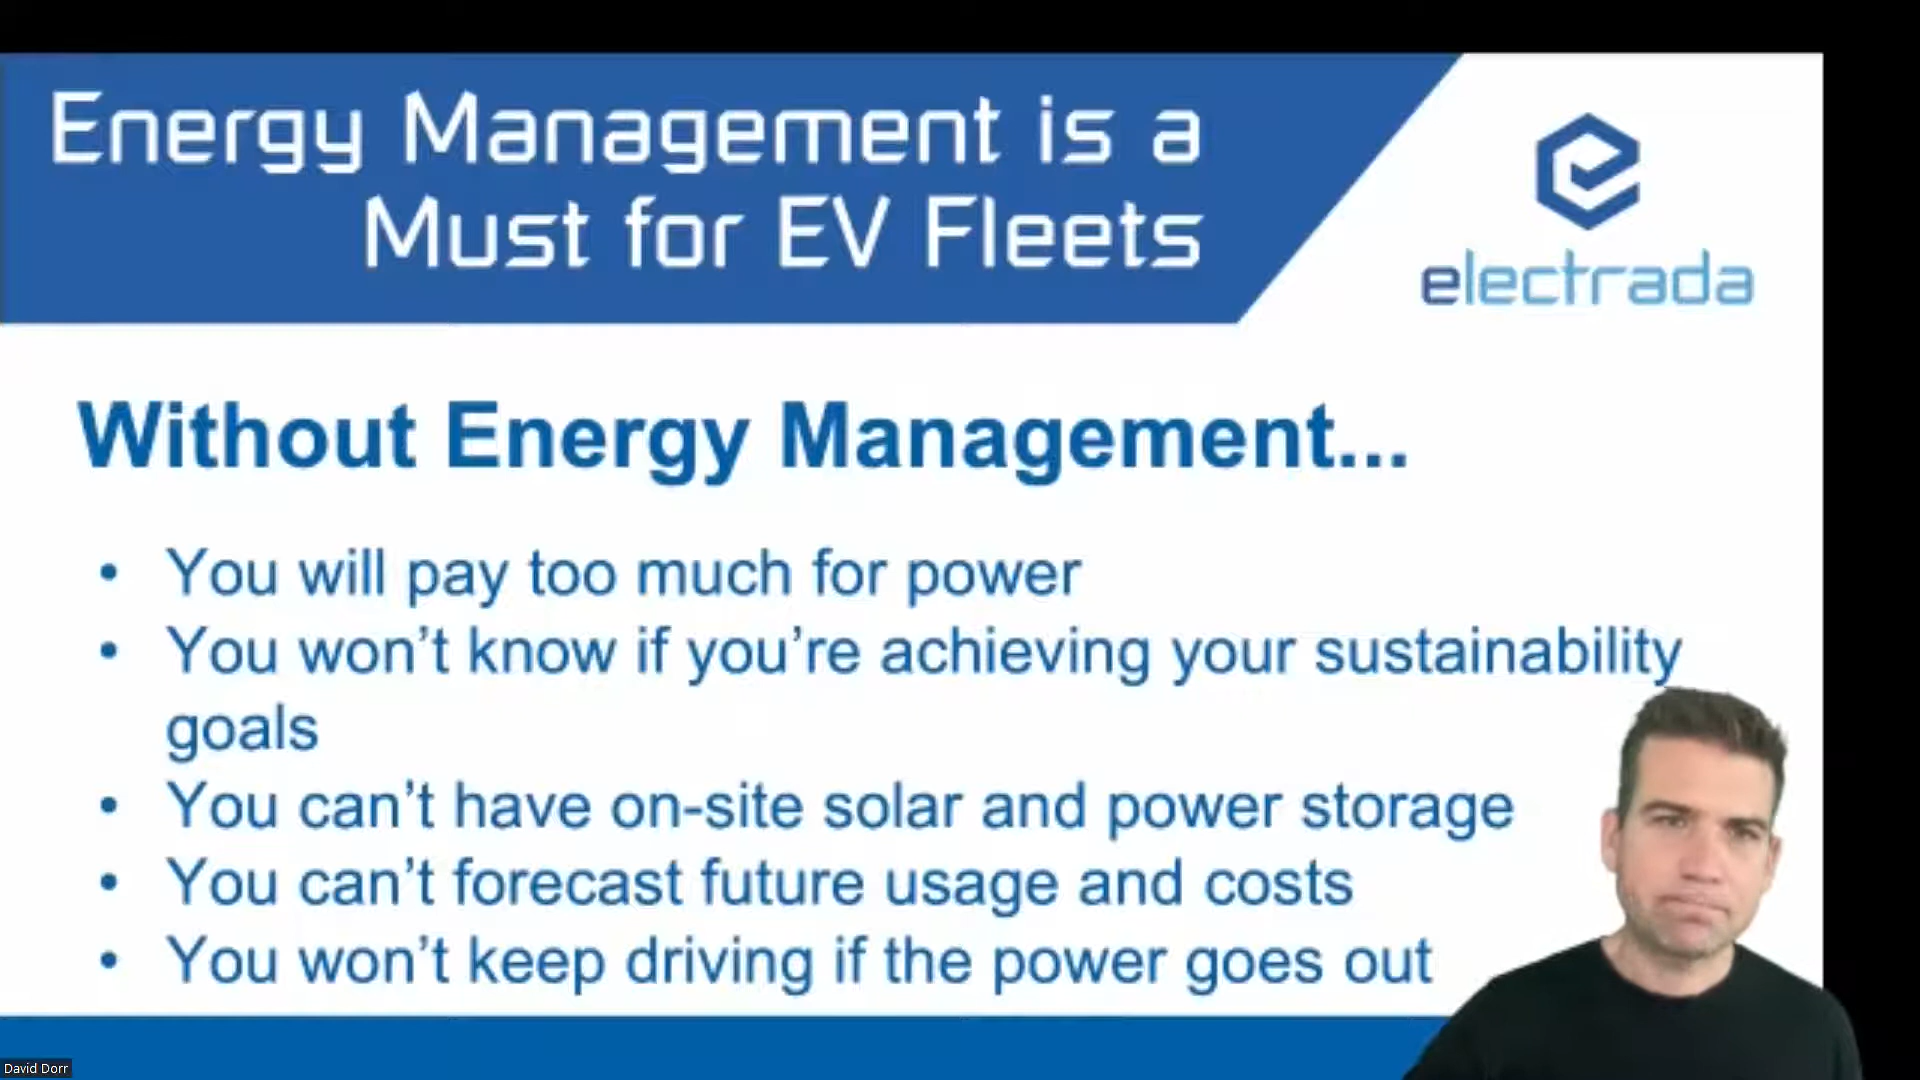 Energy Management is a
Must for EV Fleets
electrada
Without Energy Management...
• You will pay too much for power
• You won't know if you're achieving your sustainability
goals
• You can't have on-site solar and power storage
• You can't forecast future usage and costs
• You won't keep driving if the power goes out
David Dorr